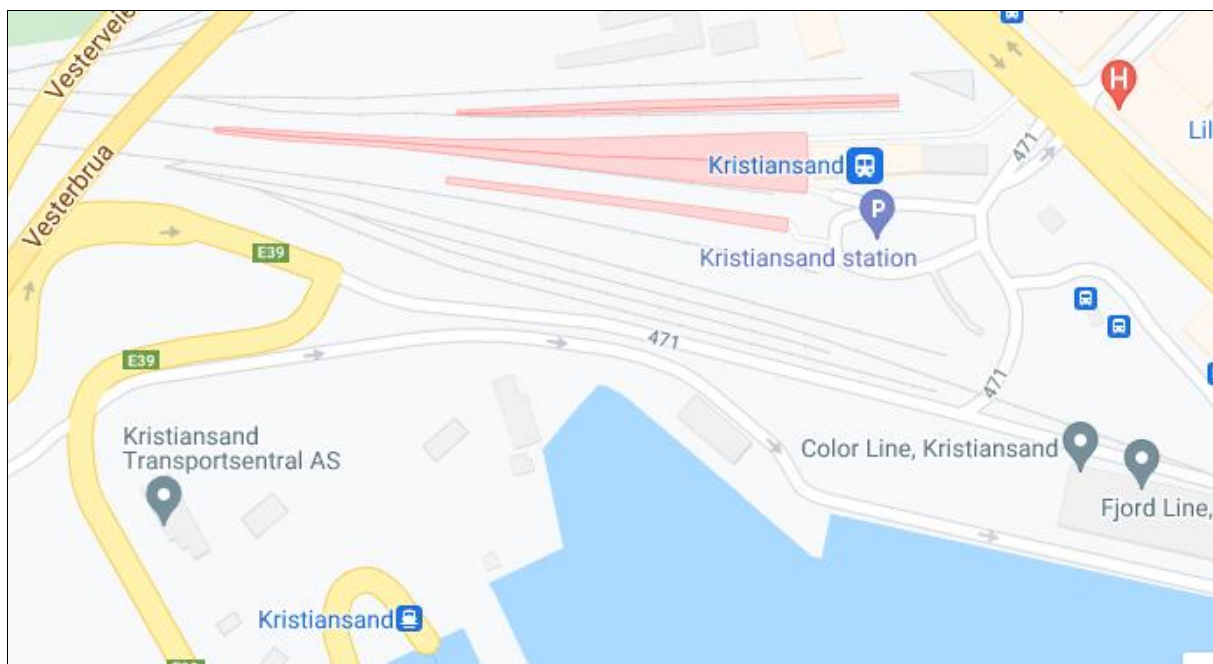 Vesterveien
H
Lil
Vesterbrua
471
Kristiansand
P
Kristiansand station
E39
E39
471
471
Kristiansand
Transportsentral AS
Color Line, Kristiansand
Fjord Line,
Kristiansand